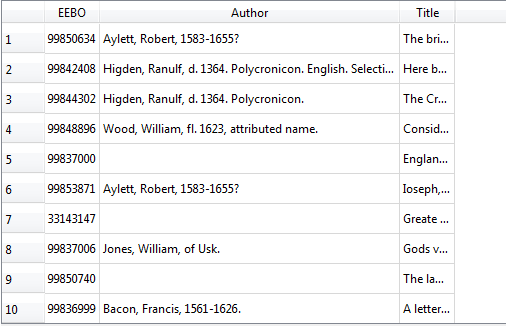 EEBO Author Title
1 99850634 Aylett, Robert, 1583-1655? The bri...
2 99842408 Higden, Ranulf, d. 1364. Polycronicon. English. Selecti... Here b...
3 99844302 Higden, Ranulf, d. 1364. Polycronicon. The Cr...
4 99848896 Wood, William, fl. 1623, attributed name. Consid...
5 99837000 Englan...
6 99853871 Aylett, Robert, 1583-1655? Ioseph,...
7 33143147 Greate ...
8 99837006 Jones, William, of Usk. Gods v...
9 99850740 The la...
10 99836999 Bacon, Francis, 1561-1626. A letter...